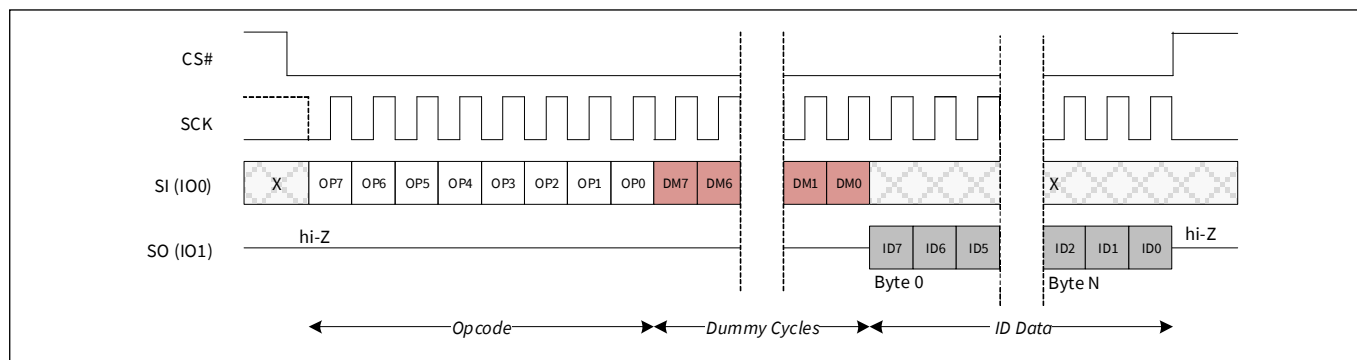 CS#
SCK
SI (IO0) X OP7 OP6 OP5 OP4 OP3 OP2 OP1 OP0 DM7 DM6 DM1 DM0 X
SO (IO1) hi-Z ID7 ID6 ID5 ID2 ID1 ID0 hi-Z
Byte 0 Byte N
Opcode Dummy Cycles ID Data